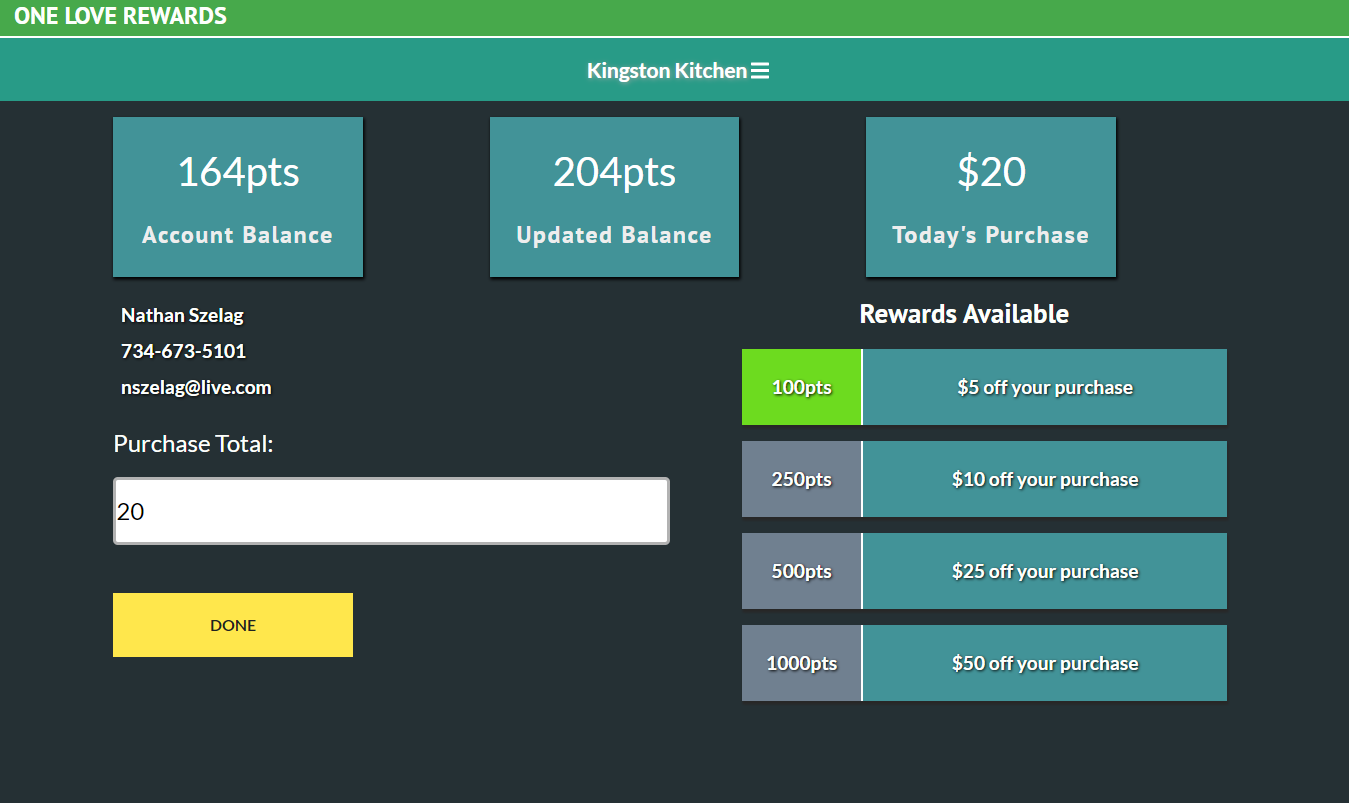 ONE LOVE REWARDS
Kingston Kitchen
164pts
Account Balance
204pts
Updated Balance
$20
Today's Purchase
Nathan Szelag
734-673-5101
nszelag@live.com
Purchase Total:
20
DONE
Rewards Available
100pts $5 off your purchase
250pts $10 off your purchase
500pts $25 off your purchase
1000pts $50 off your purchase